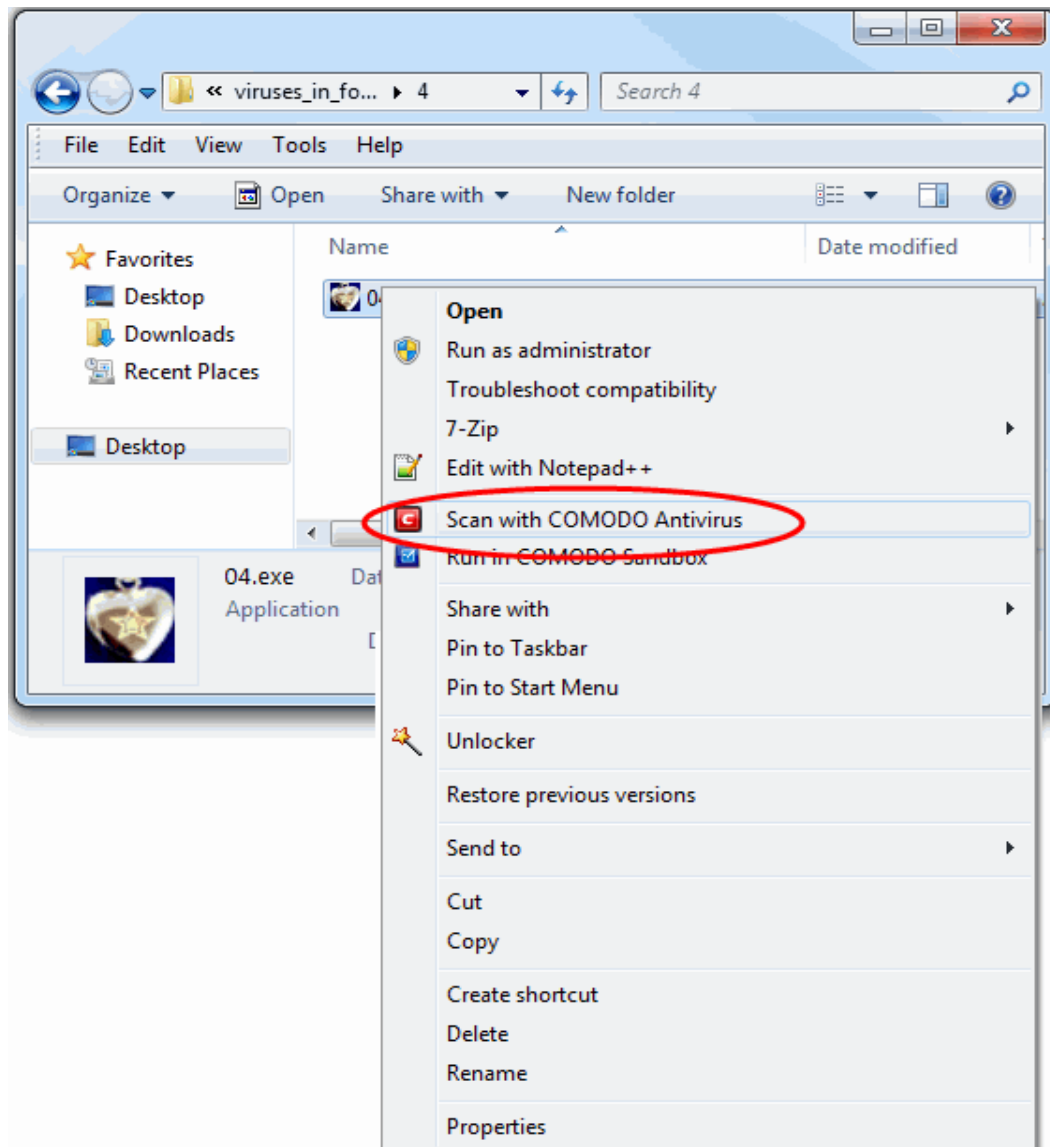 « viruses_in_fo... ▸ 4
Search 4
File Edit View Tools Help
Organize Open Share with New folder
Name Date modified
Favorites
Desktop
Downloads
Recent Places
Desktop
Open
Run as administrator
Troubleshoot compatibility
7-Zip
Edit with Notepad++
Scan with COMODO Antivirus
Run in COMODO Sandbox
Share with
Pin to Taskbar
Pin to Start Menu
Unlocker
Restore previous versions
Send to
Cut
Copy
Create shortcut
Delete
Rename
Properties
04.exe
Application